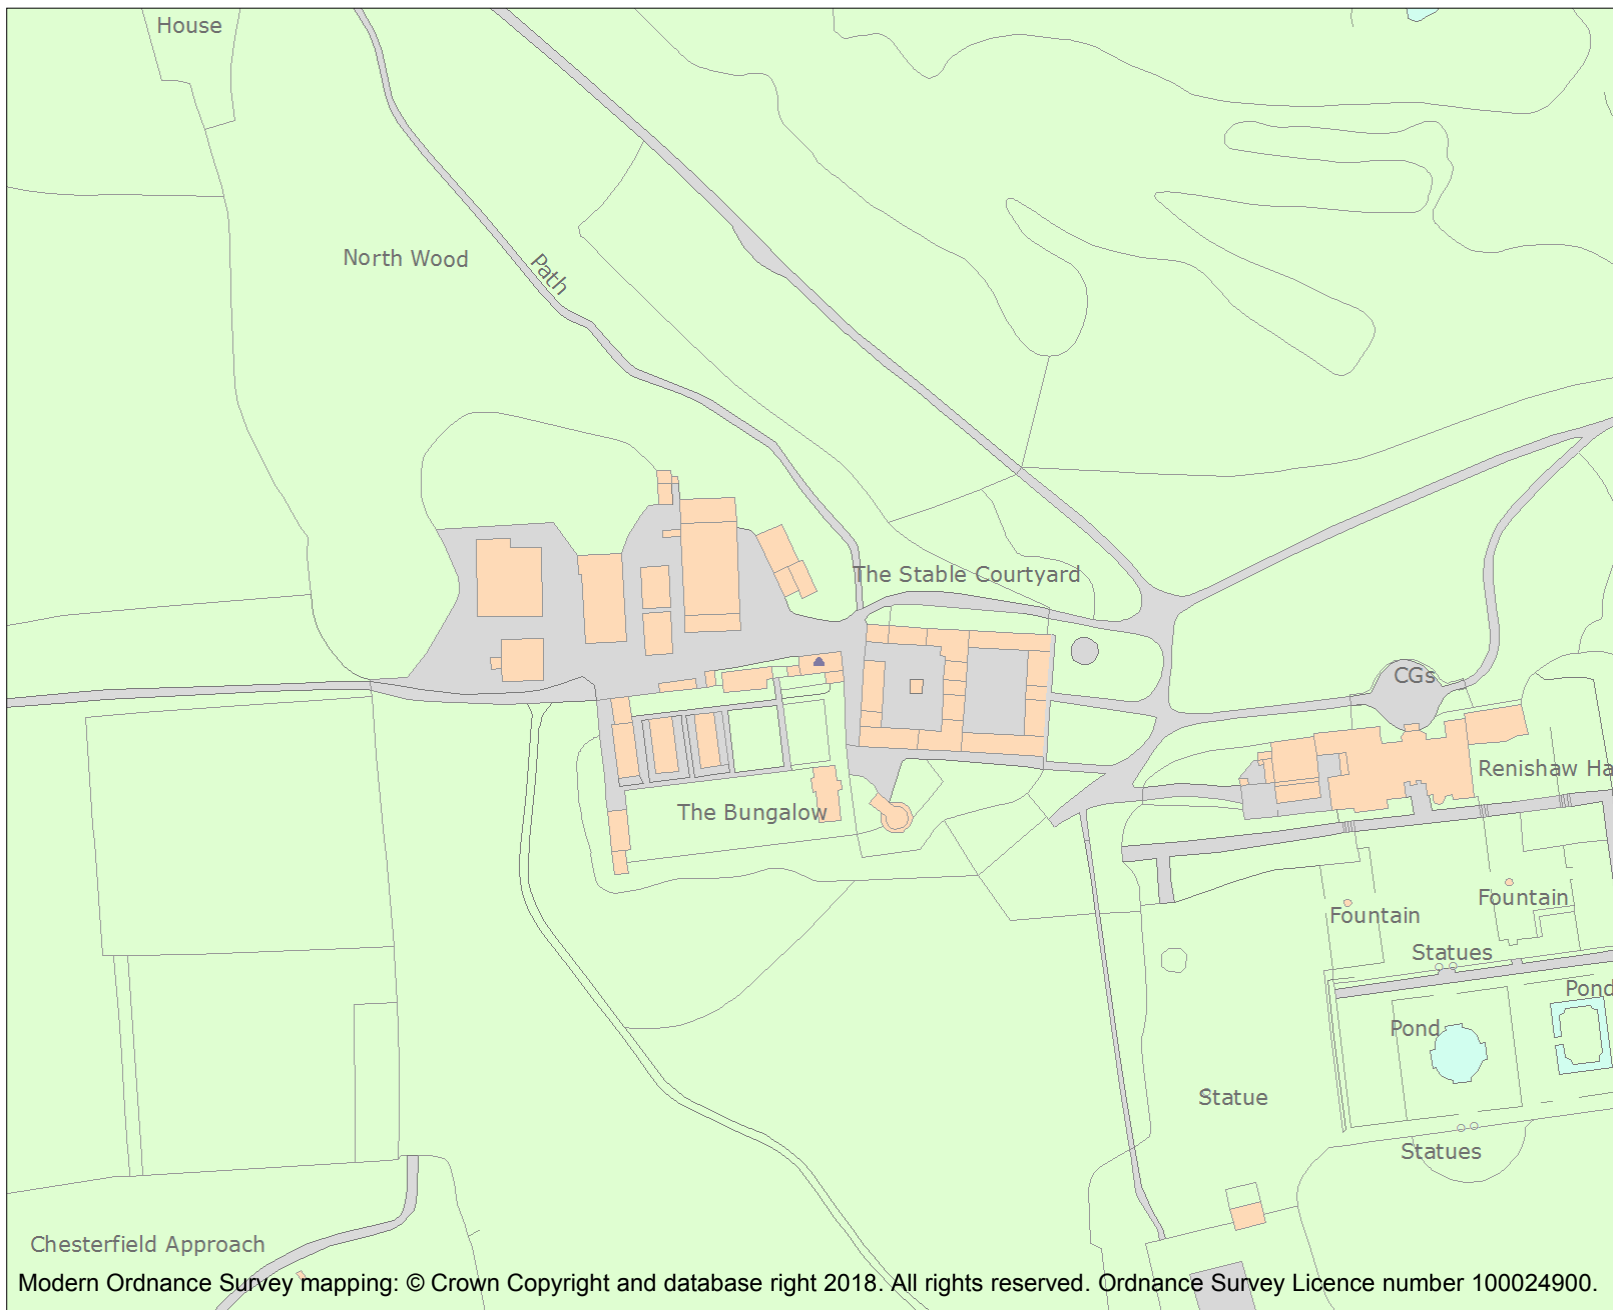 House
North Wood
Path
The Stable Courtyard
CGs
Renishaw Ha
The Bungalow
Fountain
Fountain
Statues
Pond
Pond
Statue
Statues
Chesterfield Approach
Modern Ordnance Survey mapping: © Crown Copyright and database right 2018. All rights reserved. Ordnance Survey Licence number 100024900.